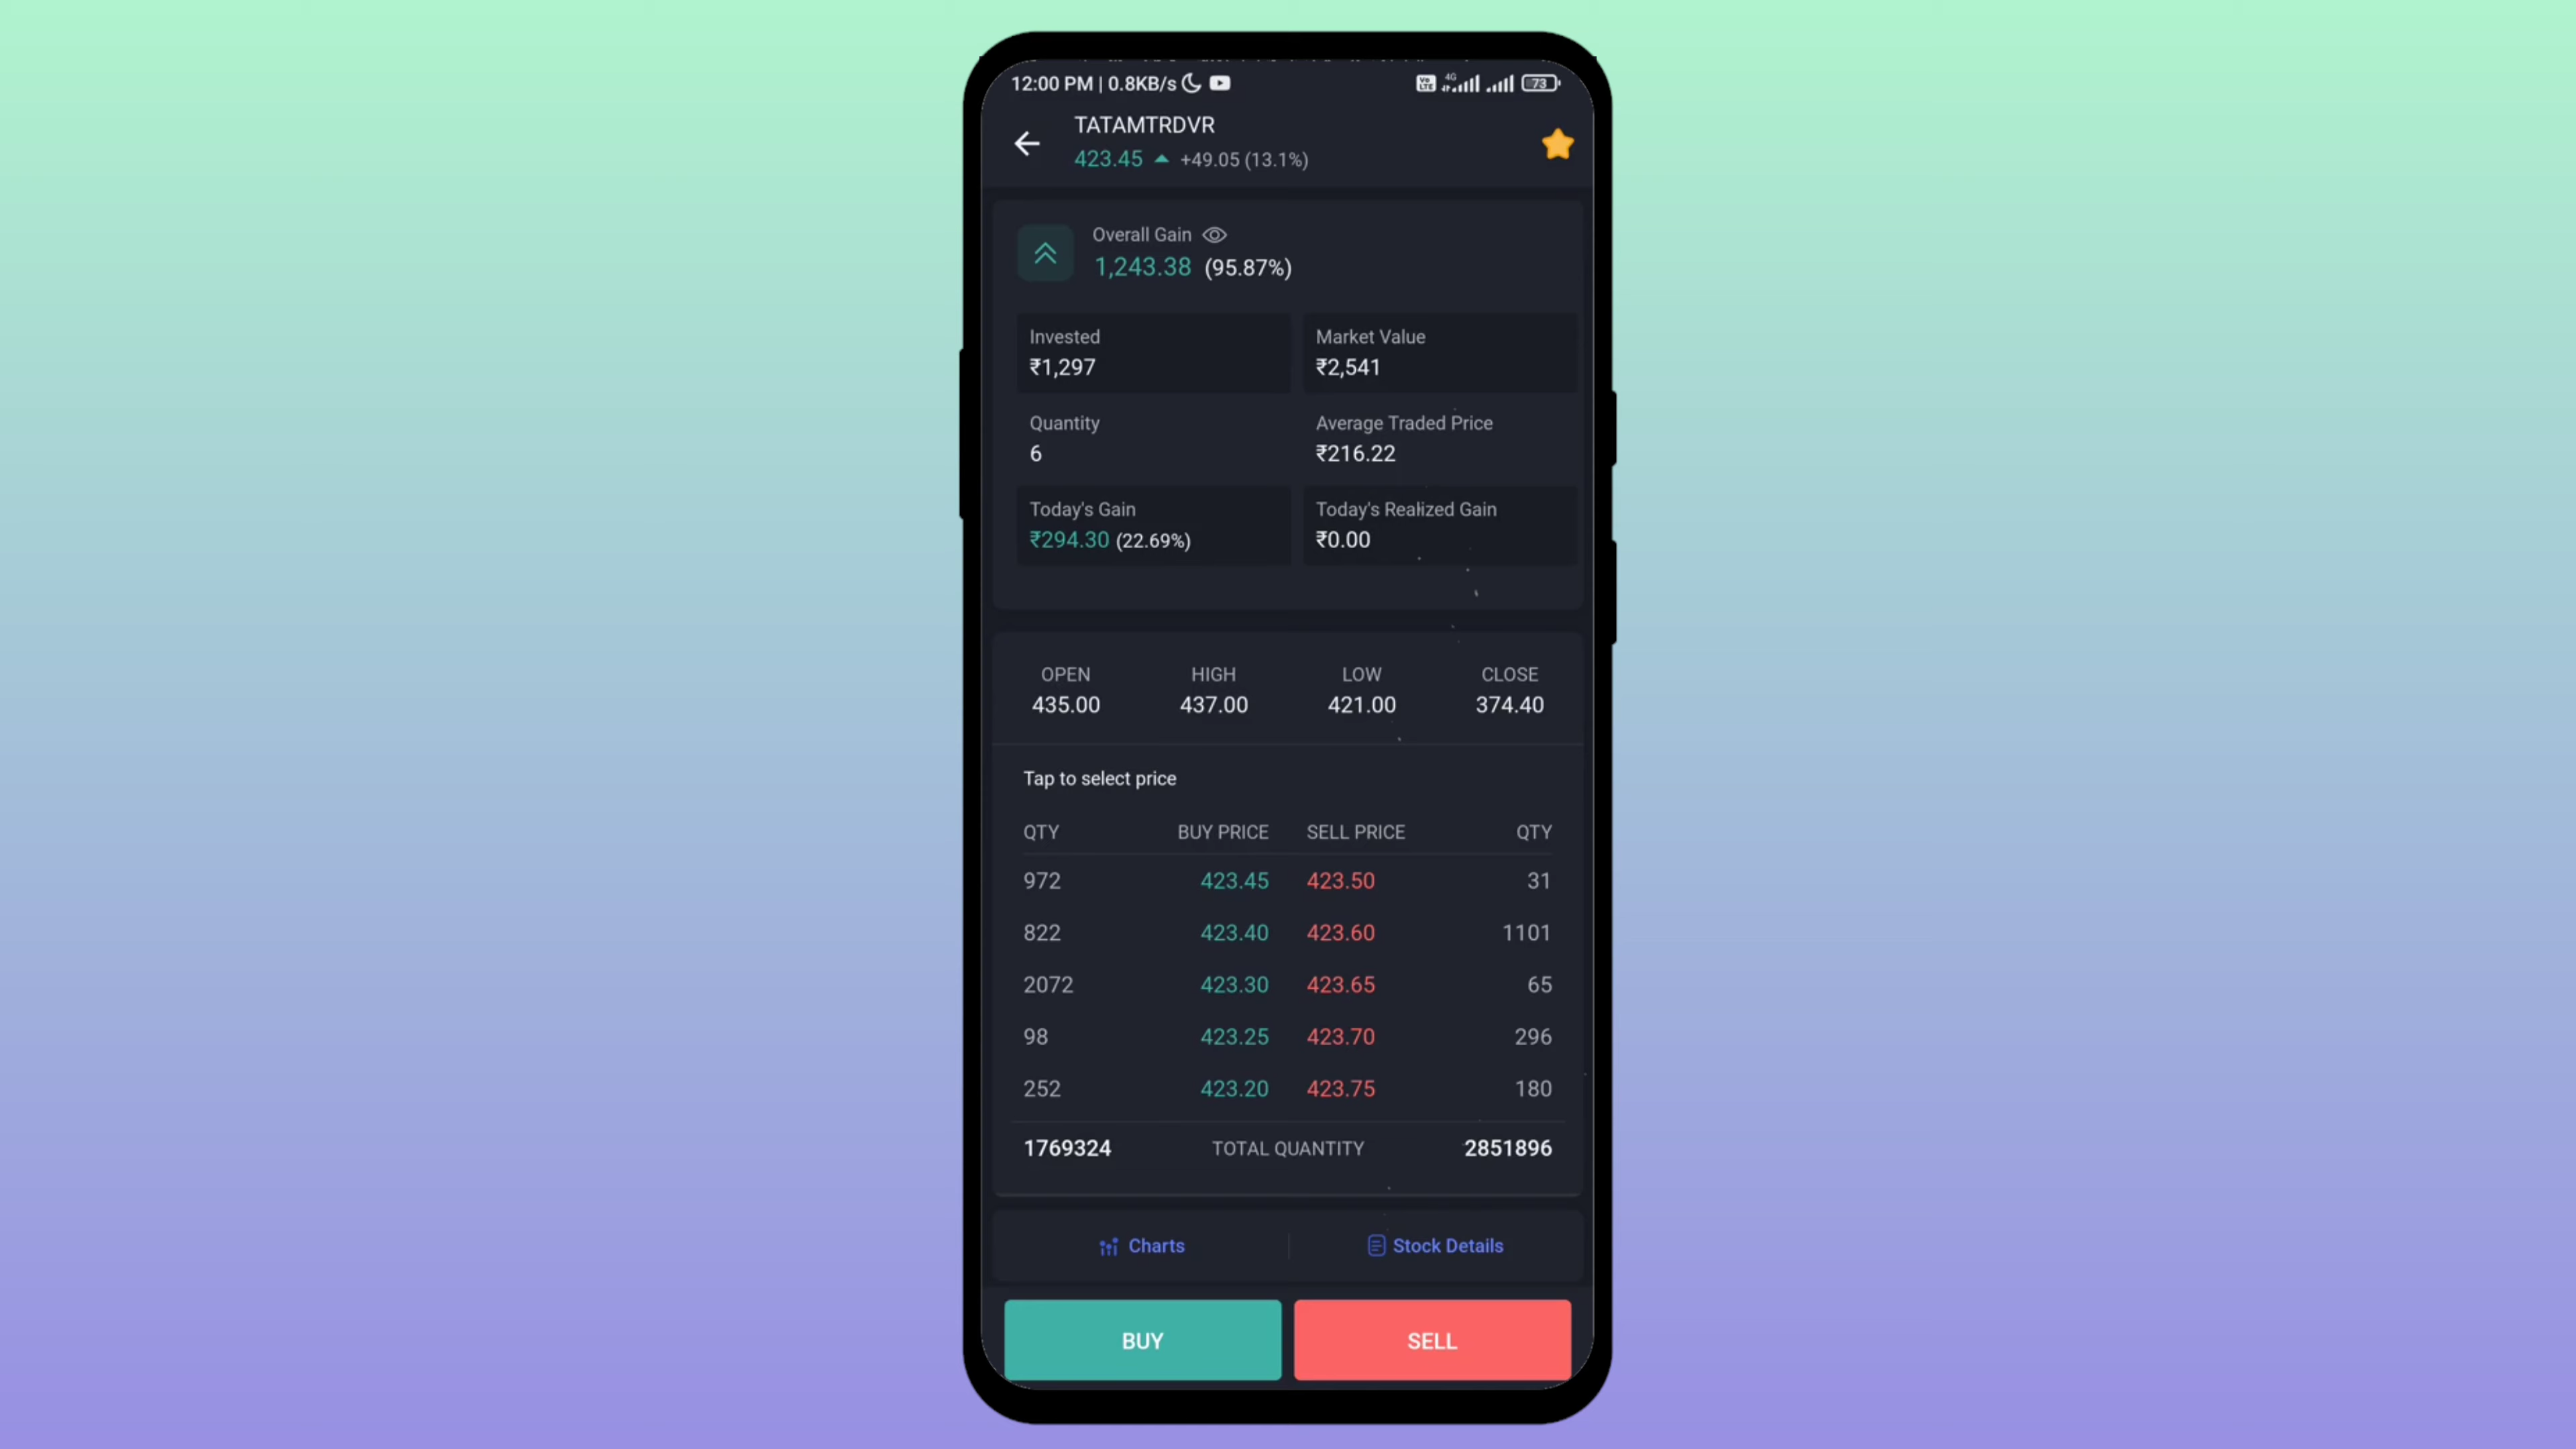 12:00 PM | 0.8KB/s Vo LTE 4G 73
TATAMTRDVR
423.45 +49.05 (13.1%)
Overall Gain
1,243.38 (95.87%)
Invested Market Value
₹1,297 ₹2,541
Quantity Average Traded Price
6 ₹216.22
Today's Gain Today's Realized Gain
₹294.30 (22.69%) ₹0.00
OPEN HIGH LOW CLOSE
435.00 437.00 421.00 374.40
Tap to select price
QTY BUY PRICE SELL PRICE QTY
972 423.45 423.50 31
822 423.40 423.60 1101
2072 423.30 423.65 65
98 423.25 423.70 296
252 423.20 423.75 180
1769324 TOTAL QUANTITY 2851896
Charts Stock Details
BUY SELL